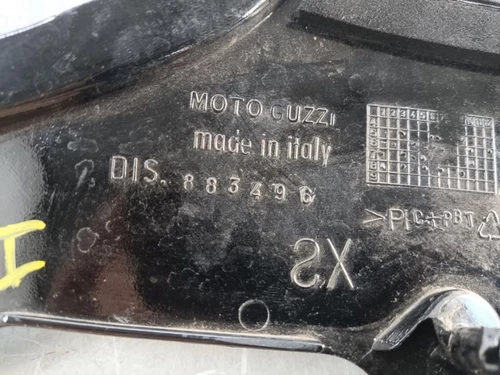 MOTO GUZZI
made in italy
DIS. 883496
>PC+PBT
SX